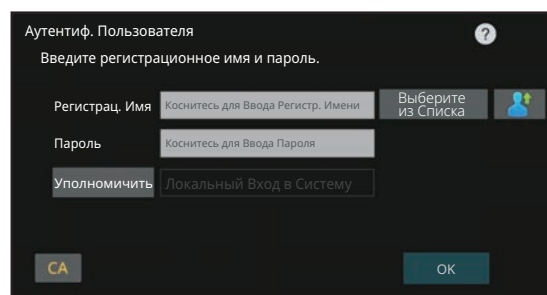 Аутентиф. Пользователя
?
Введите регистрационное имя и пароль.
Регистрац. Имя Коснитесь для Ввода Регистр. Имени Выберите из Списка
Пароль Коснитесь для Ввода Пароля
Уполномичить Локальный Вход в Систему
CA OK